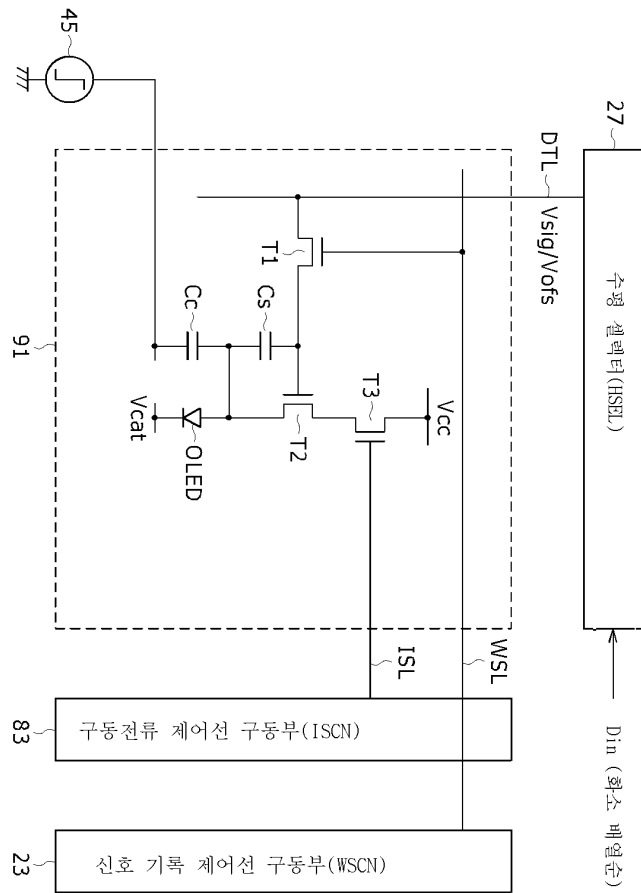 45
27
DTL
Vsig/Vofs
수평 셀렉터(HSEL)
T1
Cc
Cs
91
T3
Vcc
T2
Vcat
OLED
WSL
ISL
Din (화소 배열순)
83
구동전류 제어선 구동부(ISCN)
23
신호 기록 제어선 구동부(WSCN)